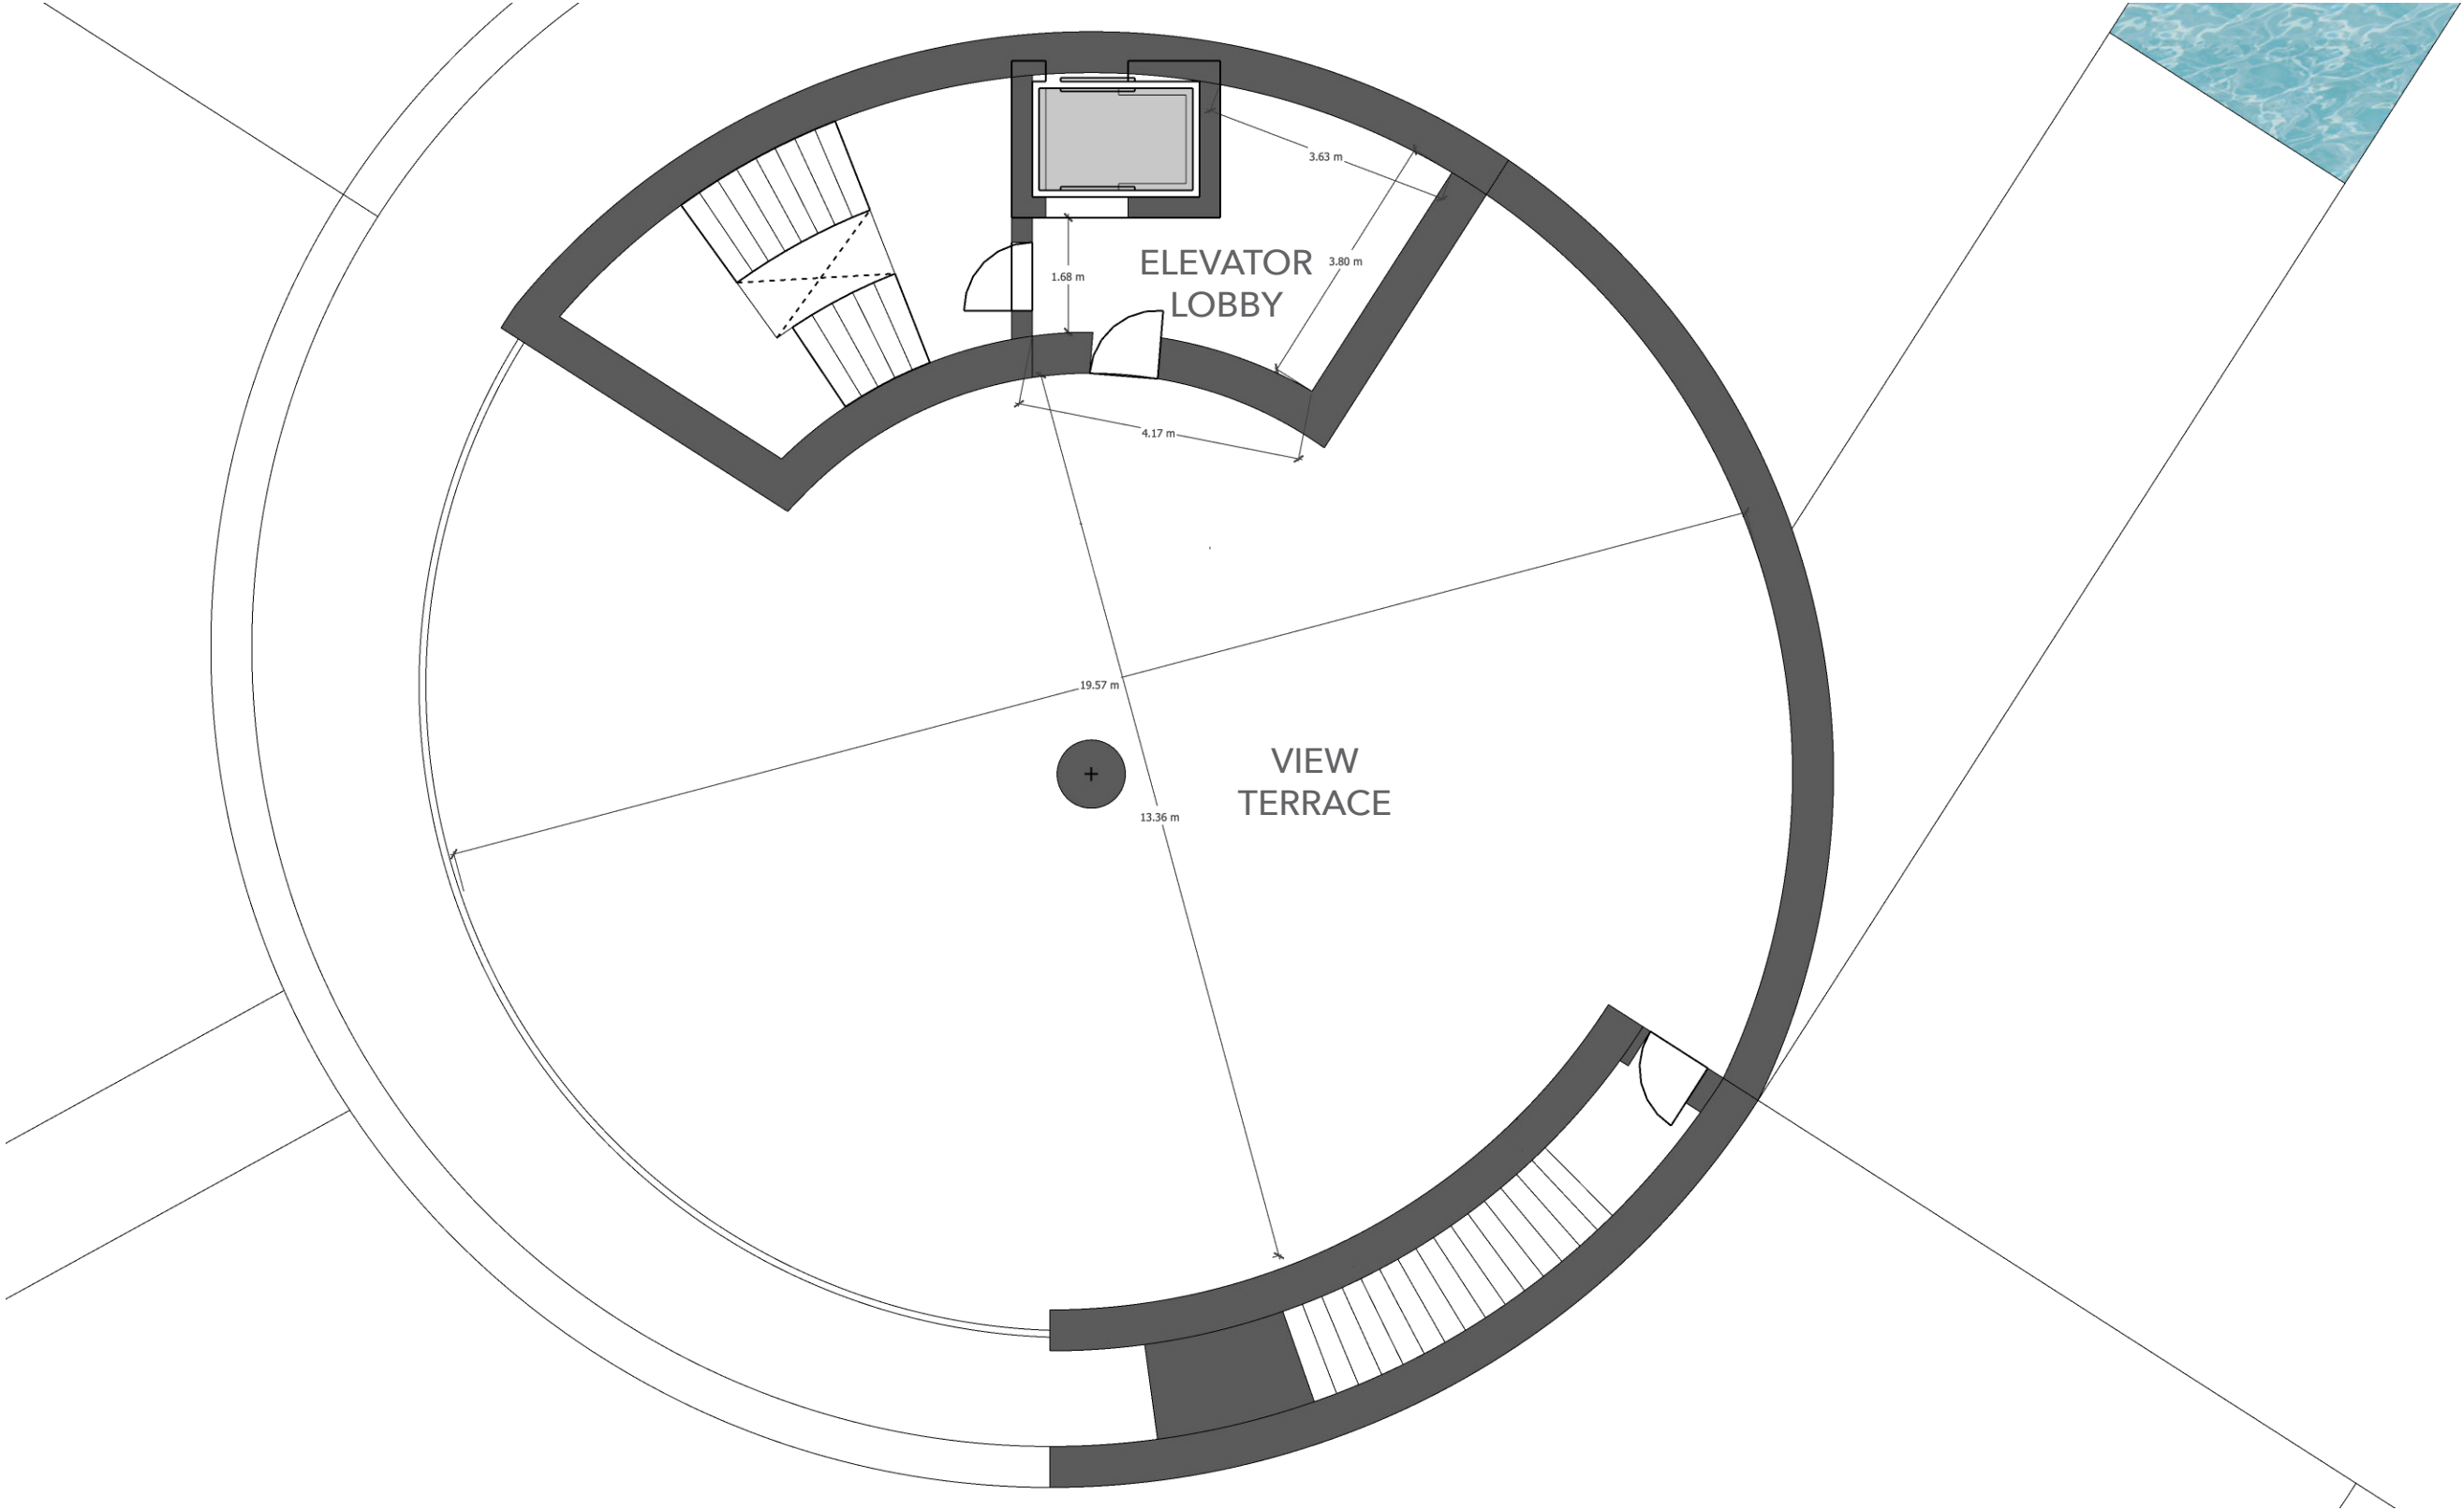 3.63 m
ELEVATOR
LOBBY
3.80 m
1.68 m
4.17 m
19.57 m
VIEW
TERRACE
13.36 m